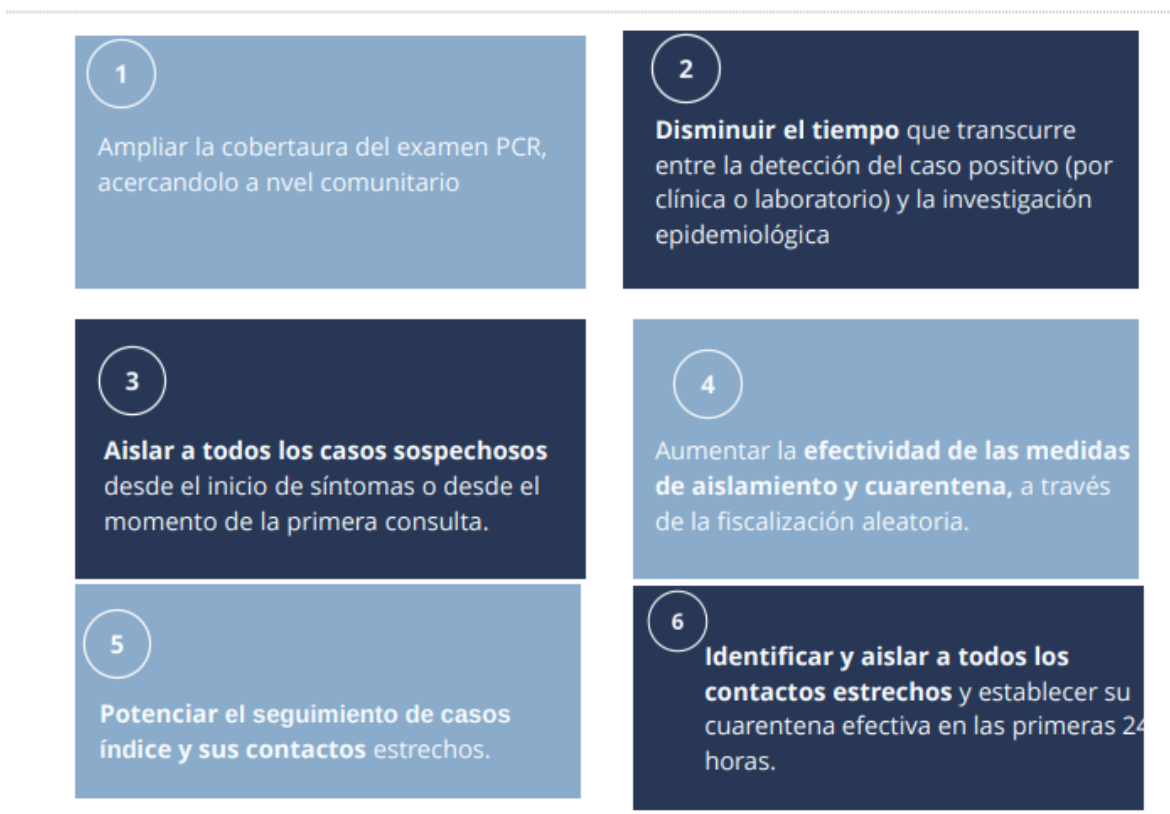 1
Ampliar la cobertaura del examen PCR,
acercandolo a nvel comunitario
2
Disminuir el tiempo que transcurre
entre la detección del caso positivo (por
clínica o laboratorio) y la investigación
epidemiológica
3
Aislar a todos los casos sospechosos
desde el inicio de síntomas o desde el
momento de la primera consulta.
4
Aumentar la efectividad de las medidas
de aislamiento y cuarentena, a través
de la fiscalización aleatoria.
5
Potenciar el seguimiento de casos
índice y sus contactos estrechos.
6
Identificar y aislar a todos los
contactos estrechos y establecer su
cuarentena efectiva en las primeras 24
horas.